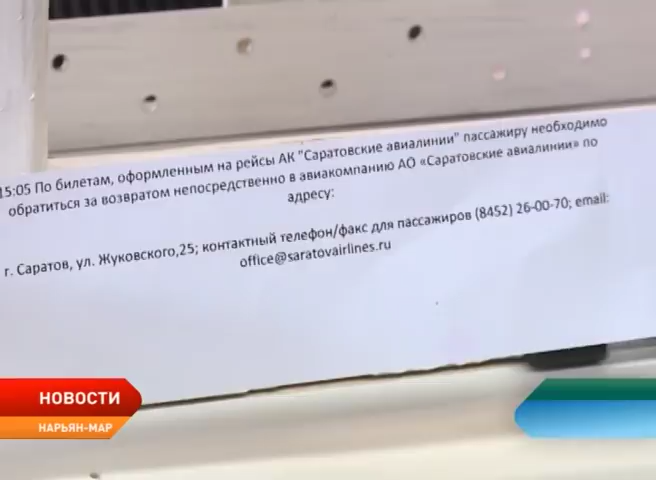 15:05 По билетам, оформленным на рейсы АК "Саратовские авиалинии" пассажиру необходимо
обратиться за возвратом непосредственно в авиакомпанию АО «Саратовские авиалинии» по
адресу:
г. Саратов, ул. Жуковского,25; контактный телефон/факс для пассажиров (8452) 26-00-70; email:
office@saratovairlines.ru
НОВОСТИ
НАРЬЯН-МАР